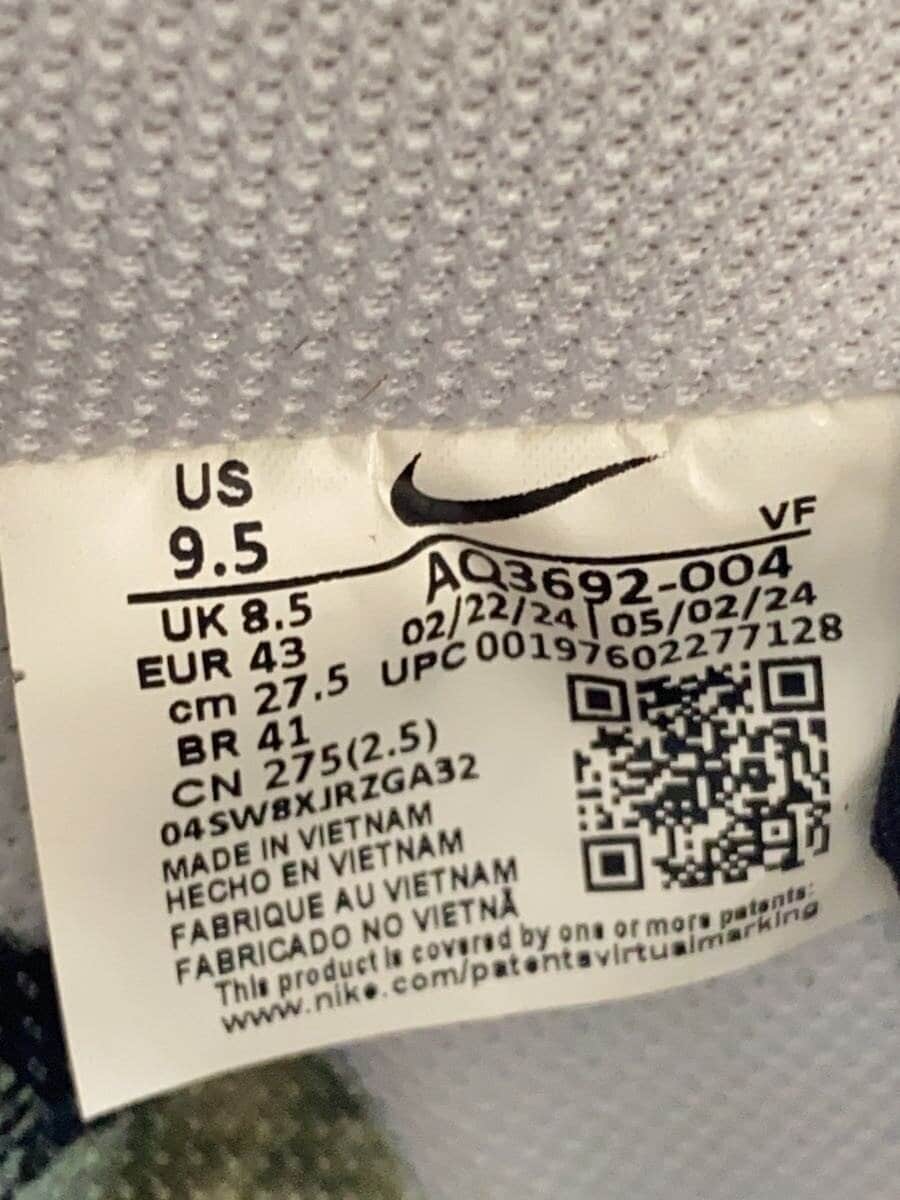 US
9.5
UK 8.5
EUR 43
cm 27.5
BR 41
CN 275(2.5)
04SW8XJRZGA32
MADE IN VIETNAM
HECHO EN VIETNAM
FABRIQUE AU VIETNAM
FABRICADO NO VIETNÃ
This product is covered by one or more patents:
www.nike.com/patentsvirtualmarking
VF
AQ3692-004
02/22/24 05/02/24
UPC 00197602277128